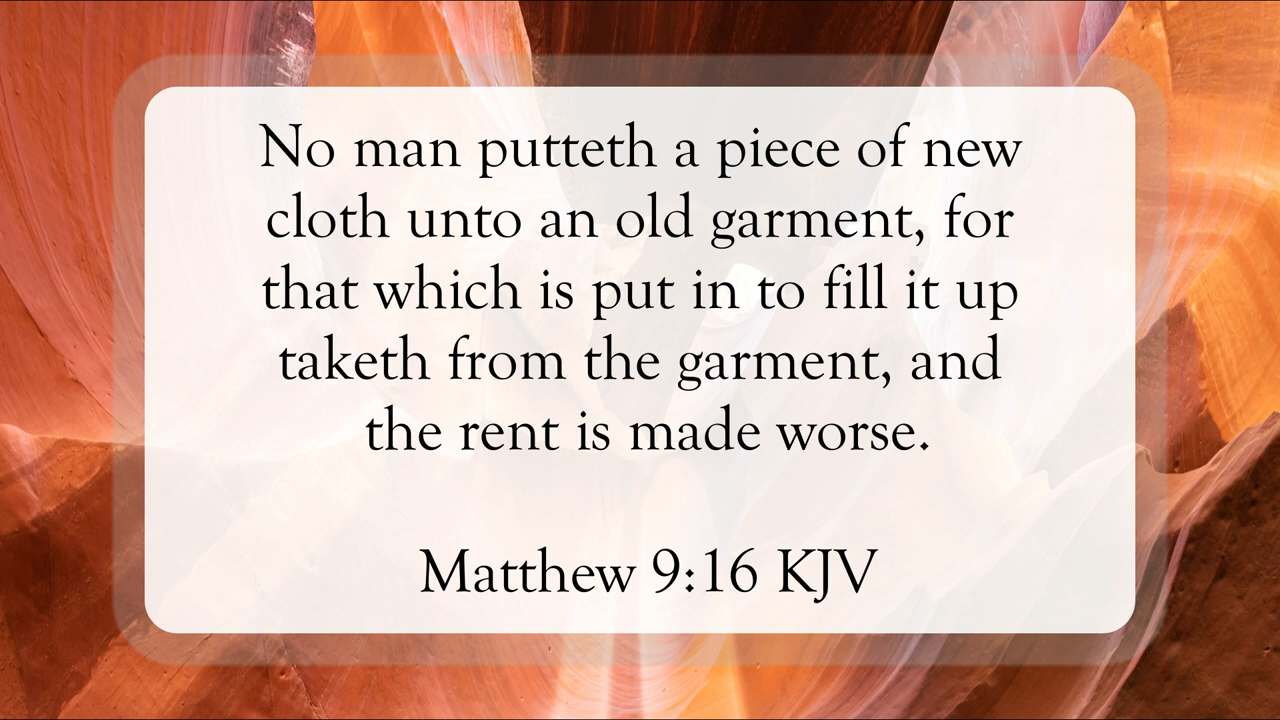 No man putteth a piece of new
cloth unto an old garment, for
that which is put in to fill it up
taketh from the garment, and
the rent is made worse.
Matthew 9:16 KJV